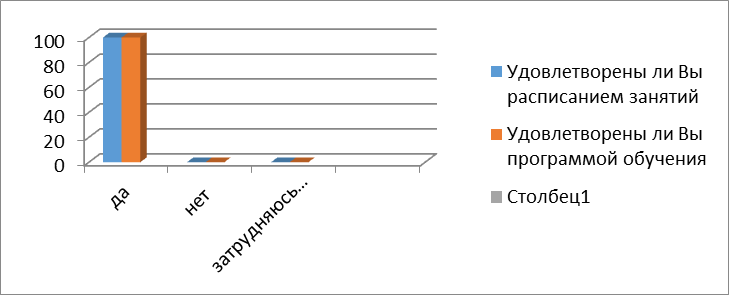 100
80
60
40
20
0
да
нет
затрудняюсь...
Удовлетворены ли Вы
расписанием занятий
Удовлетворены ли Вы
программой обучения
Столбец1